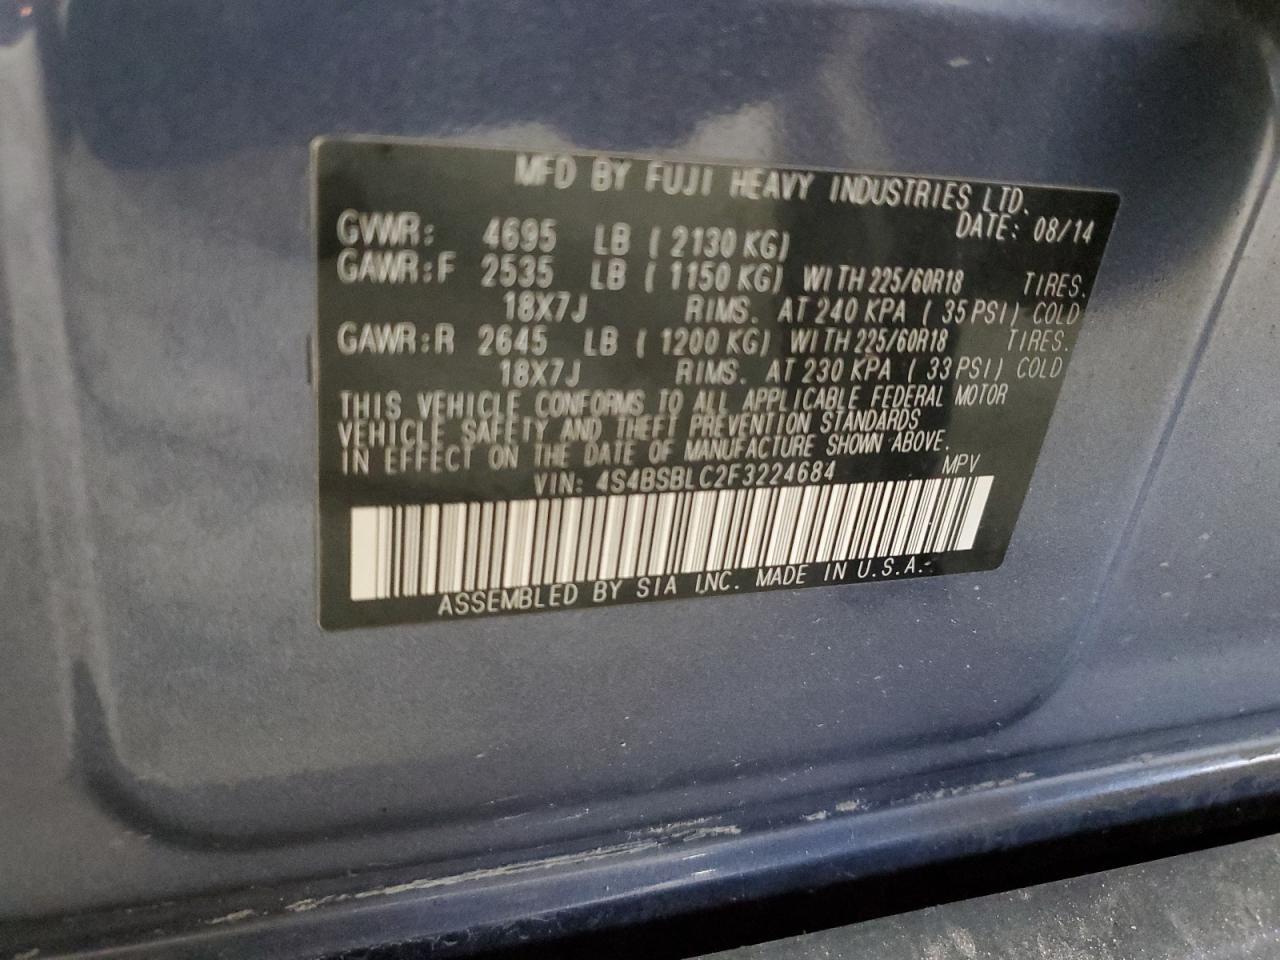 MFD BY FUJI HEAVY INDUSTRIES LTD.
DATE: 08/14
GVWR: 4695 LB ( 2130 KG)
GAWR:F 2535 LB ( 1150 KG) WITH 225/60R18 TIRES.
18X7J RIMS. AT 240 KPA ( 35 PSI) COLD
GAWR:R 2645 LB ( 1200 KG) WITH 225/60R18 TIRES.
18X7J RIMS. AT 230 KPA ( 33 PSI) COLD
THIS VEHICLE CONFORMS TO ALL APPLICABLE FEDERAL MOTOR
VEHICLE SAFETY AND THEFT PREVENTION STANDARDS
IN EFFECT ON THE DATE OF MANUFACTURE SHOWN ABOVE.
VIN: 4S4BSBLC2F3224684 MPV
ASSEMBLED BY SIA INC. MADE IN U.S.A.